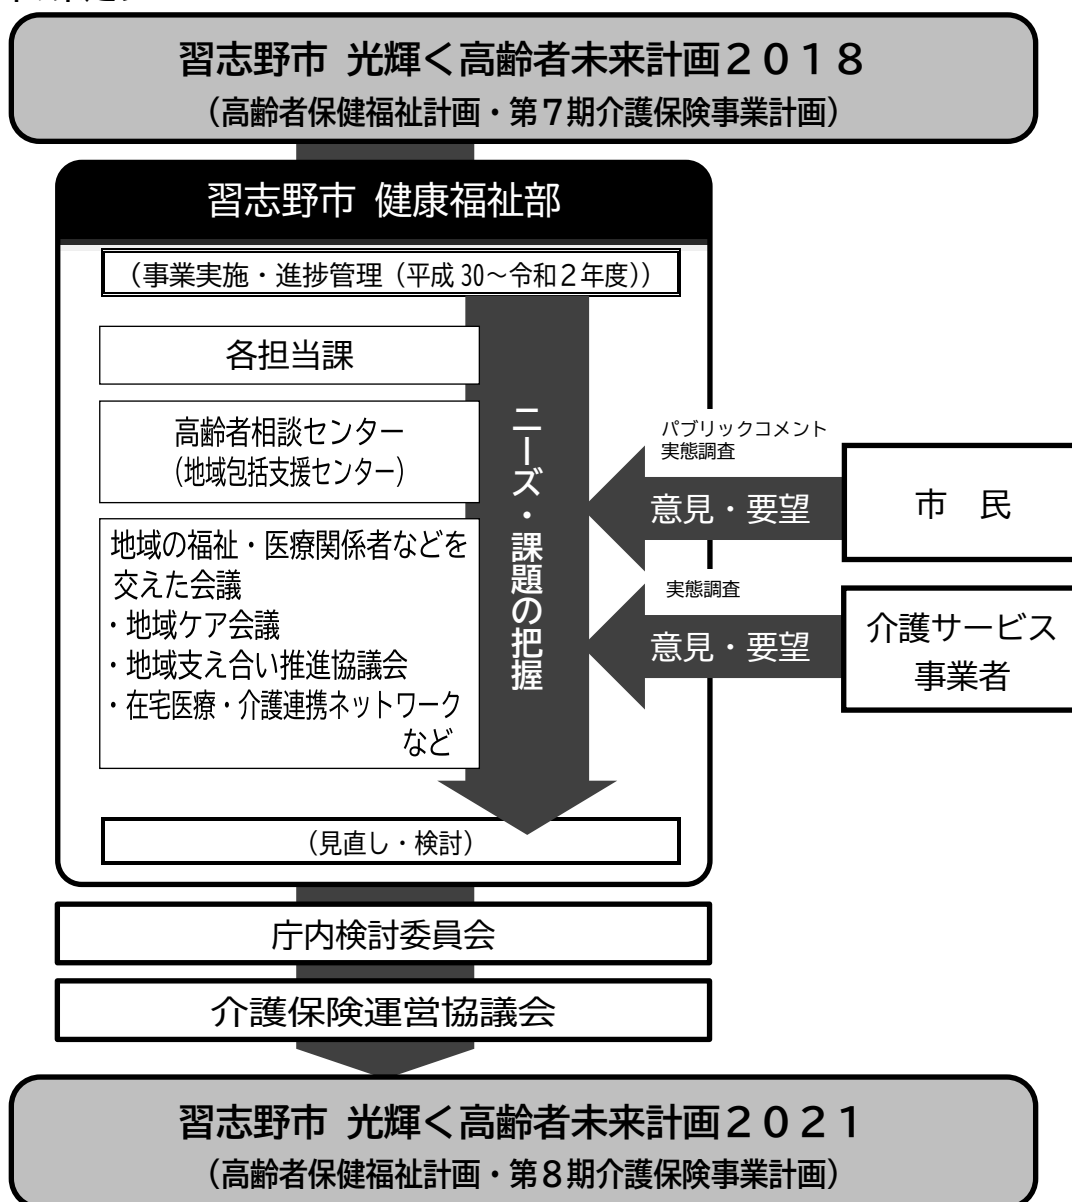 習志野市 光輝く高齢者未来計画２０１８
（高齢者保健福祉計画・第７期介護保険事業計画）
習志野市 健康福祉部
（事業実施・進捗管理（平成 30～令和２年度））
各担当課
高齢者相談センター
（地域包括支援センター）
地域の福祉・医療関係者などを
交えた会議
・地域ケア会議
・地域支え合い推進協議会
・在宅医療・介護連携ネットワーク
など
ニーズ・課題の把握
パブリックコメント
実態調査
意見・要望
市　民
実態調査
意見・要望
介護サービス
事業者
（見直し・検討）
庁内検討委員会
介護保険運営協議会
習志野市 光輝く高齢者未来計画２０２１
（高齢者保健福祉計画・第８期介護保険事業計画）